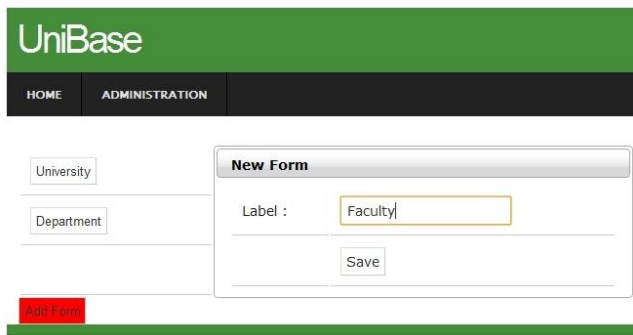 UniBase
HOME ADMINISTRATION
University
Department
Add Form
New Form
Label : Faculty
Save